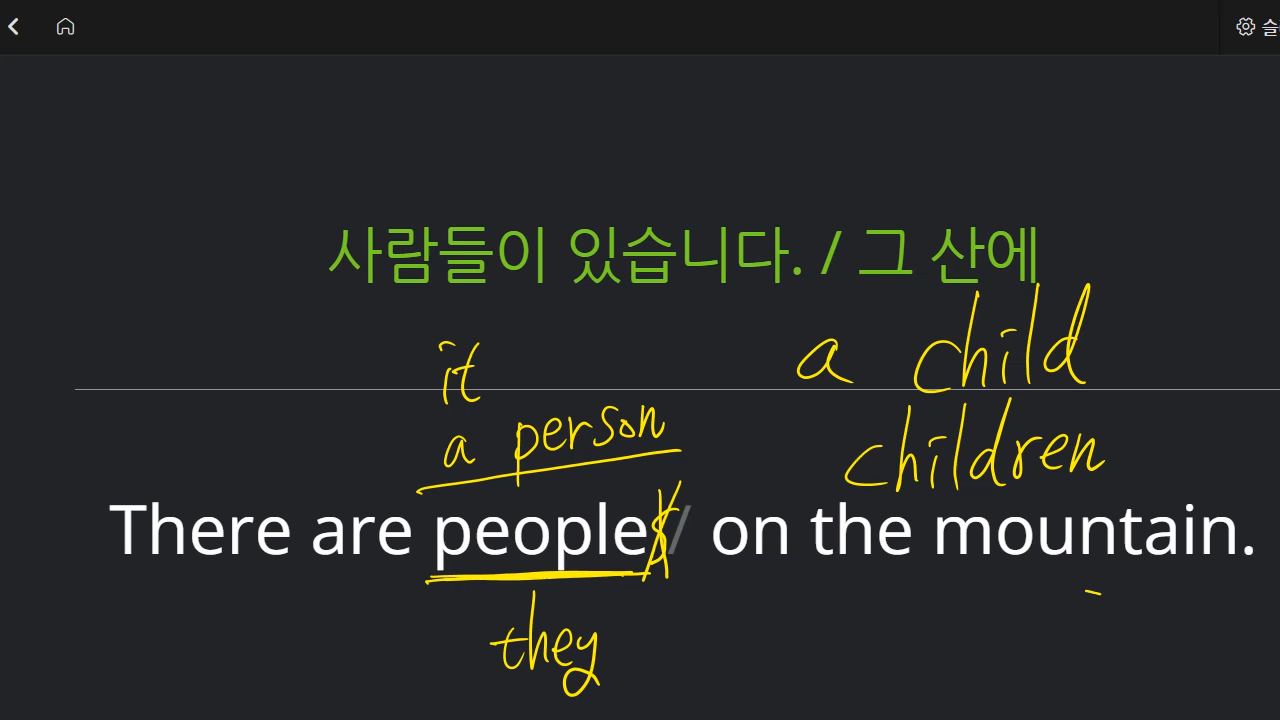 슬
사람들이 있습니다. / 그 산에
it
a child
a person
children
There are peoples / on the mountain.
they